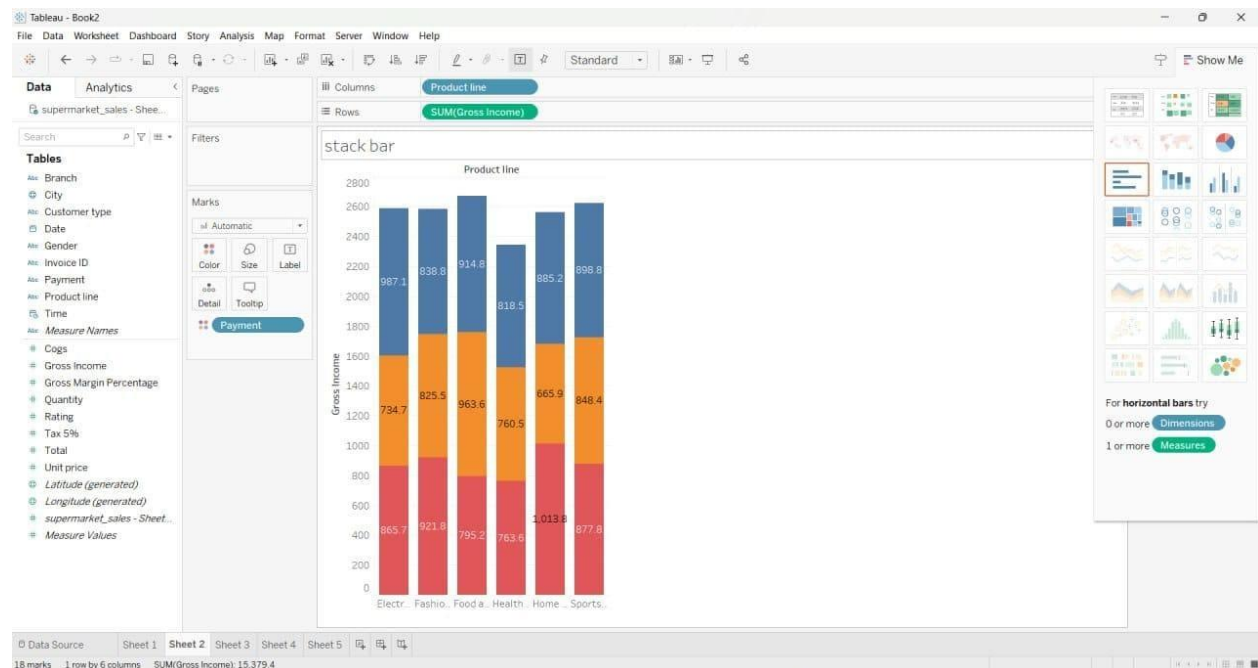 Tableau - Book2
File Data Worksheet Dashboard Story Analysis Map Format Server Window Help
Standard
Show Me
Data Analytics
supermarket_sales - Shee...
Search
Tables
Abc Branch
City
Abc Customer type
Date
Abc Gender
Abc Invoice ID
Abc Payment
Abc Product line
Time
Abc Measure Names
# Cogs
# Gross Income
# Gross Margin Percentage
# Quantity
# Rating
# Tax 5%
# Total
# Unit price
Latitude (generated)
Longitude (generated)
# supermarket_sales - Sheet...
# Measure Values
Pages
Filters
Marks
Automatic
Color Size Label
Detail Tooltip
Payment
Columns Product line
Rows SUM(Gross Income)
stack bar
Product line
Gross Income
2800
2600
2400
2200
2000
1800
1600
1400
1200
1000
800
600
400
200
0
987.1 838.8 914.8 818.5 885.2 898.8
734.7 825.5 963.6 760.5 665.9 848.4
865.7 921.8 795.2 763.6 1,013.8 877.8
Electr.. Fashio.. Food a.. Health .. Home .. Sports..
For horizontal bars try
0 or more Dimensions
1 or more Measures
Data Source Sheet 1 Sheet 2 Sheet 3 Sheet 4 Sheet 5
18 marks 1 row by 6 columns SUM(Gross Income): 15,379.4